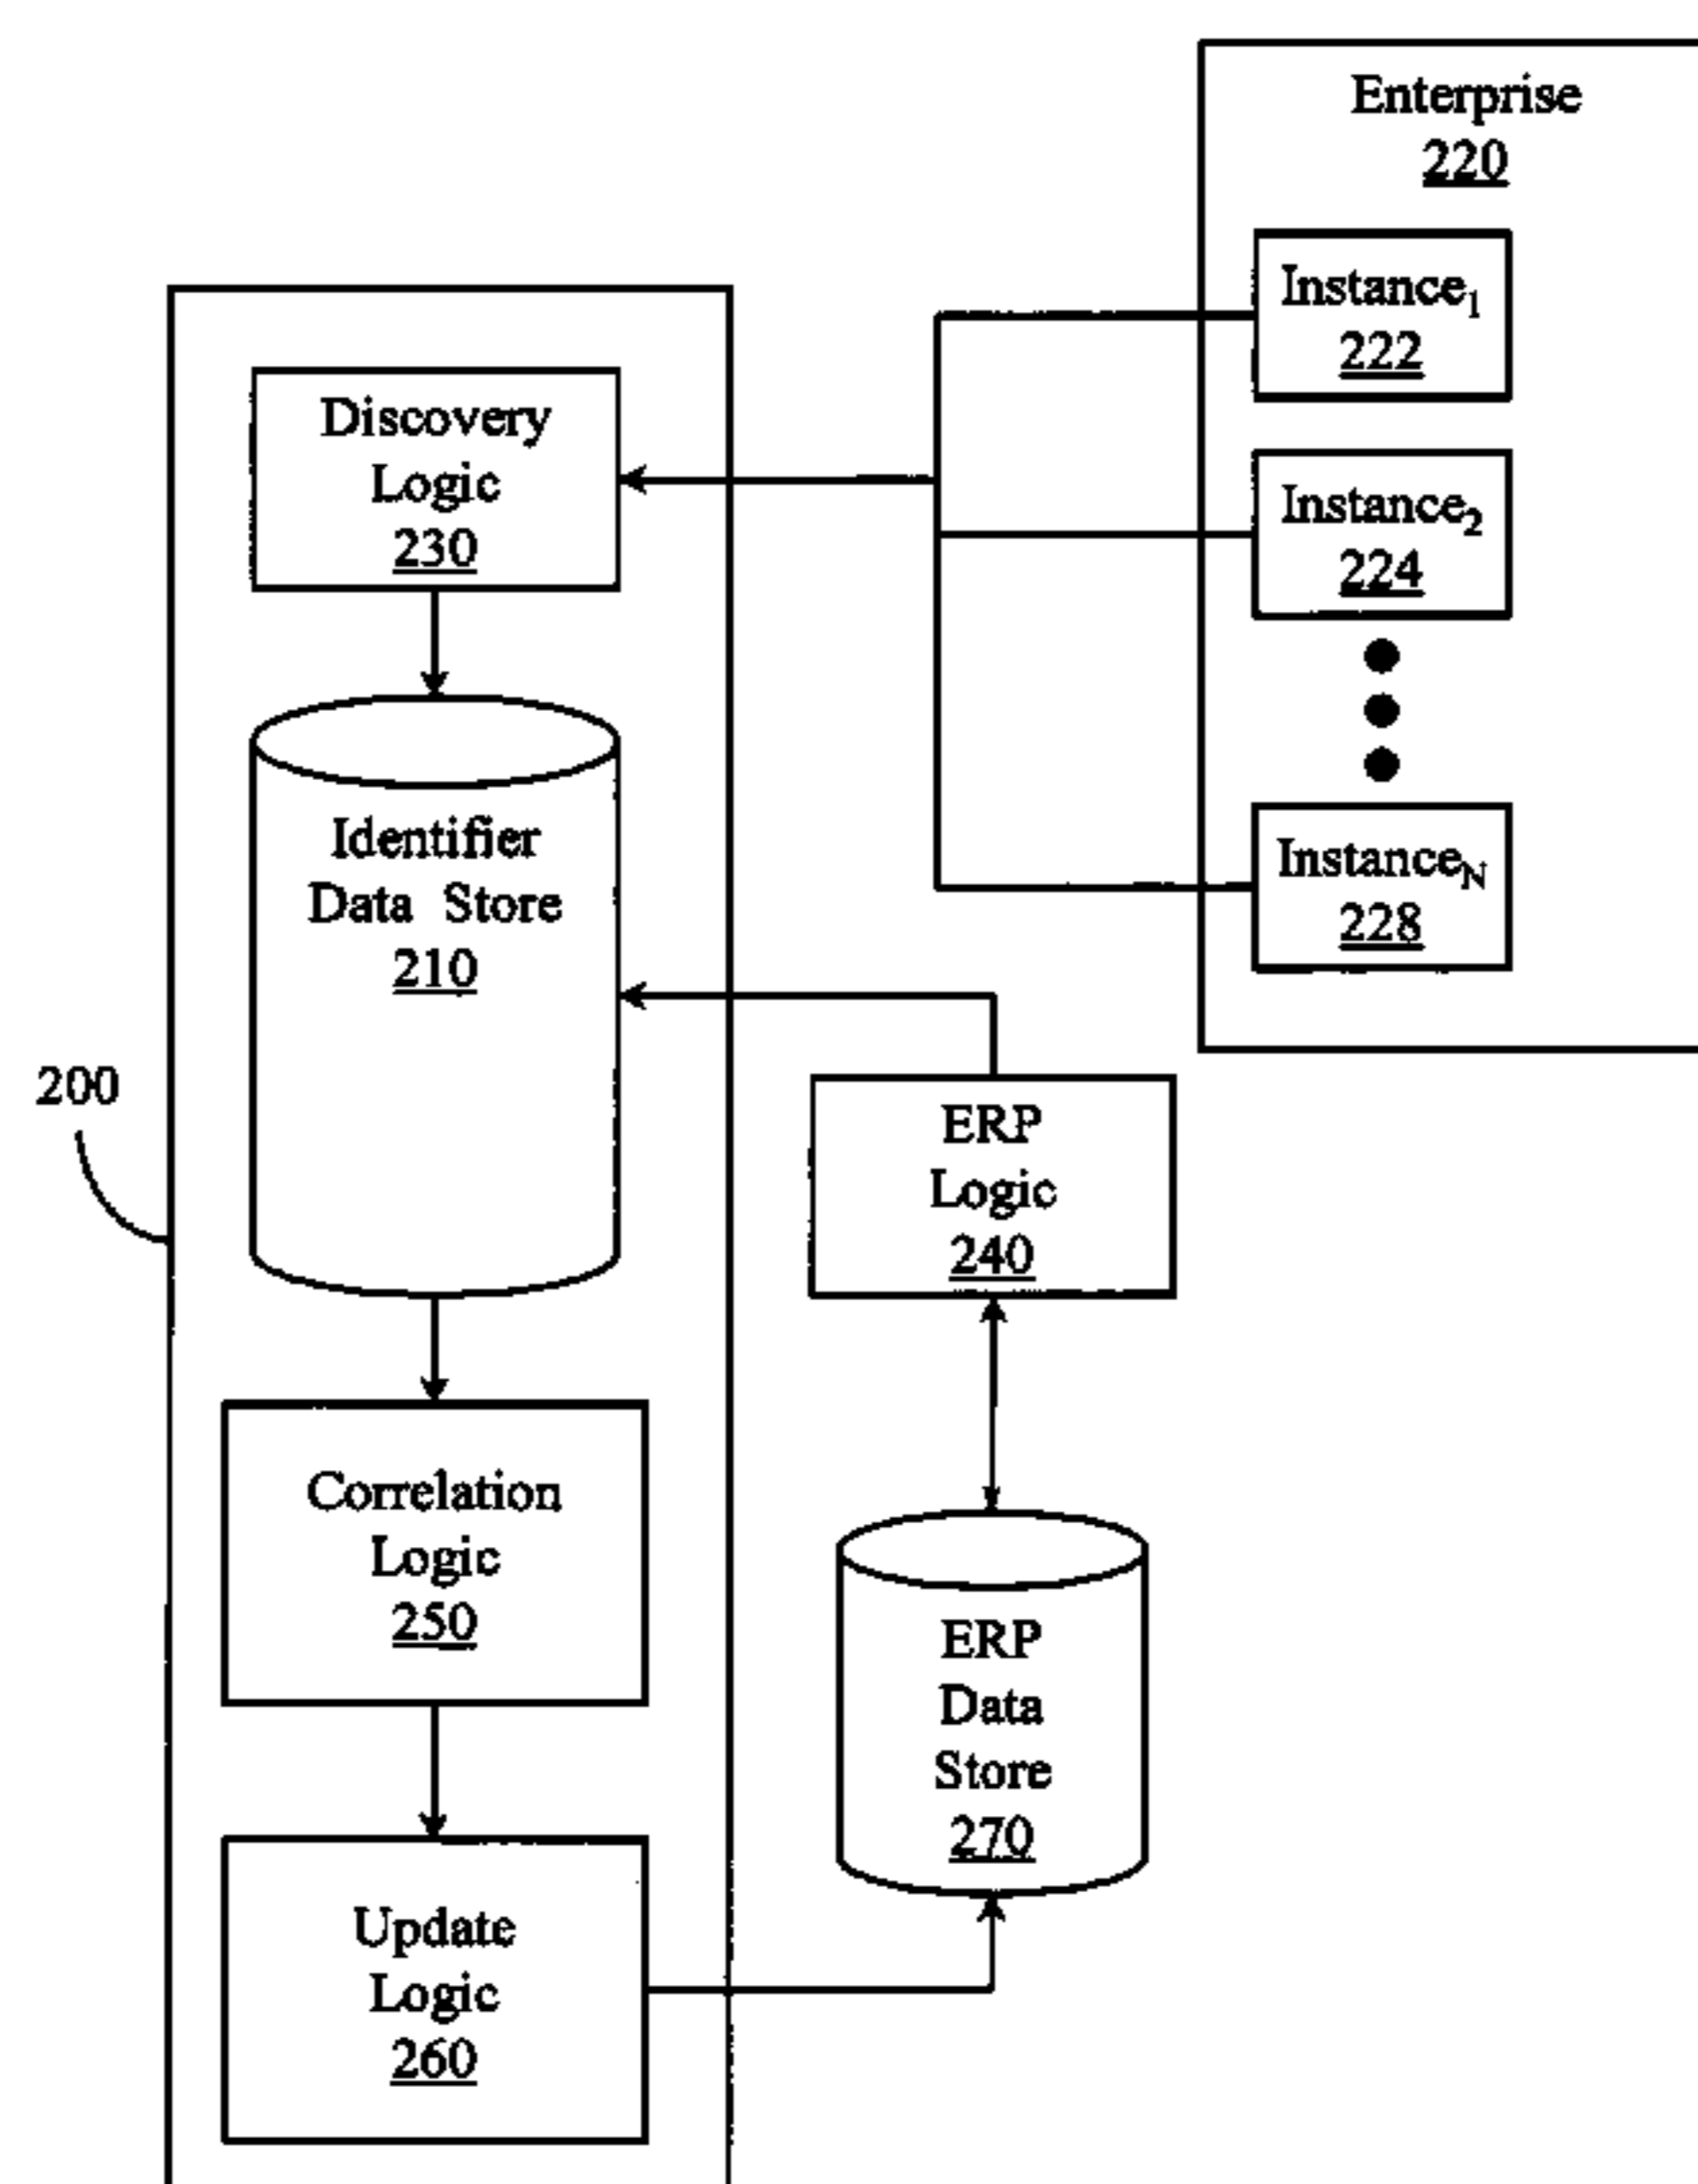 Enterprise
220
Instance1
222
Instance2
224
InstanceN
228
Discovery
Logic
230
Identifier
Data Store
210
200
ERP
Logic
240
Correlation
Logic
250
ERP
Data
Store
270
Update
Logic
260